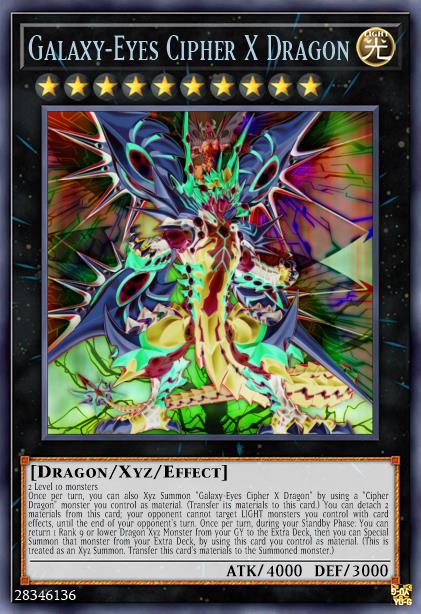 Galaxy-Eyes Cipher X Dragon
LIGHT
光
[Dragon/Xyz/Effect]
2 Level 10 monsters
Once per turn, you can also Xyz Summon "Galaxy-Eyes Cipher X Dragon" by using a "Cipher
Dragon" monster you control as material. (Transfer its materials to this card.) You can detach 2
materials from this card; your opponent cannot target LIGHT monsters you control with card
effects, until the end of your opponent's turn. Once per turn, during your Standby Phase: You can
return 1 Rank 9 or lower Dragon Xyz Monster from your GY to the Extra Deck, then you can Special
Summon that monster from your Extra Deck, by using this card you control as material. (This is
treated as an Xyz Summon. Transfer this card's materials to the Summoned monster.)
ATK/4000 DEF/3000
28346136